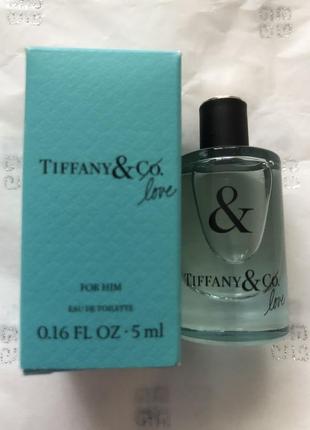 TIFFANY & CO.
love
FOR HIM
EAU DE TOILETTE
0.16 FL OZ · 5 ml
&
TIFFANY & CO.
love